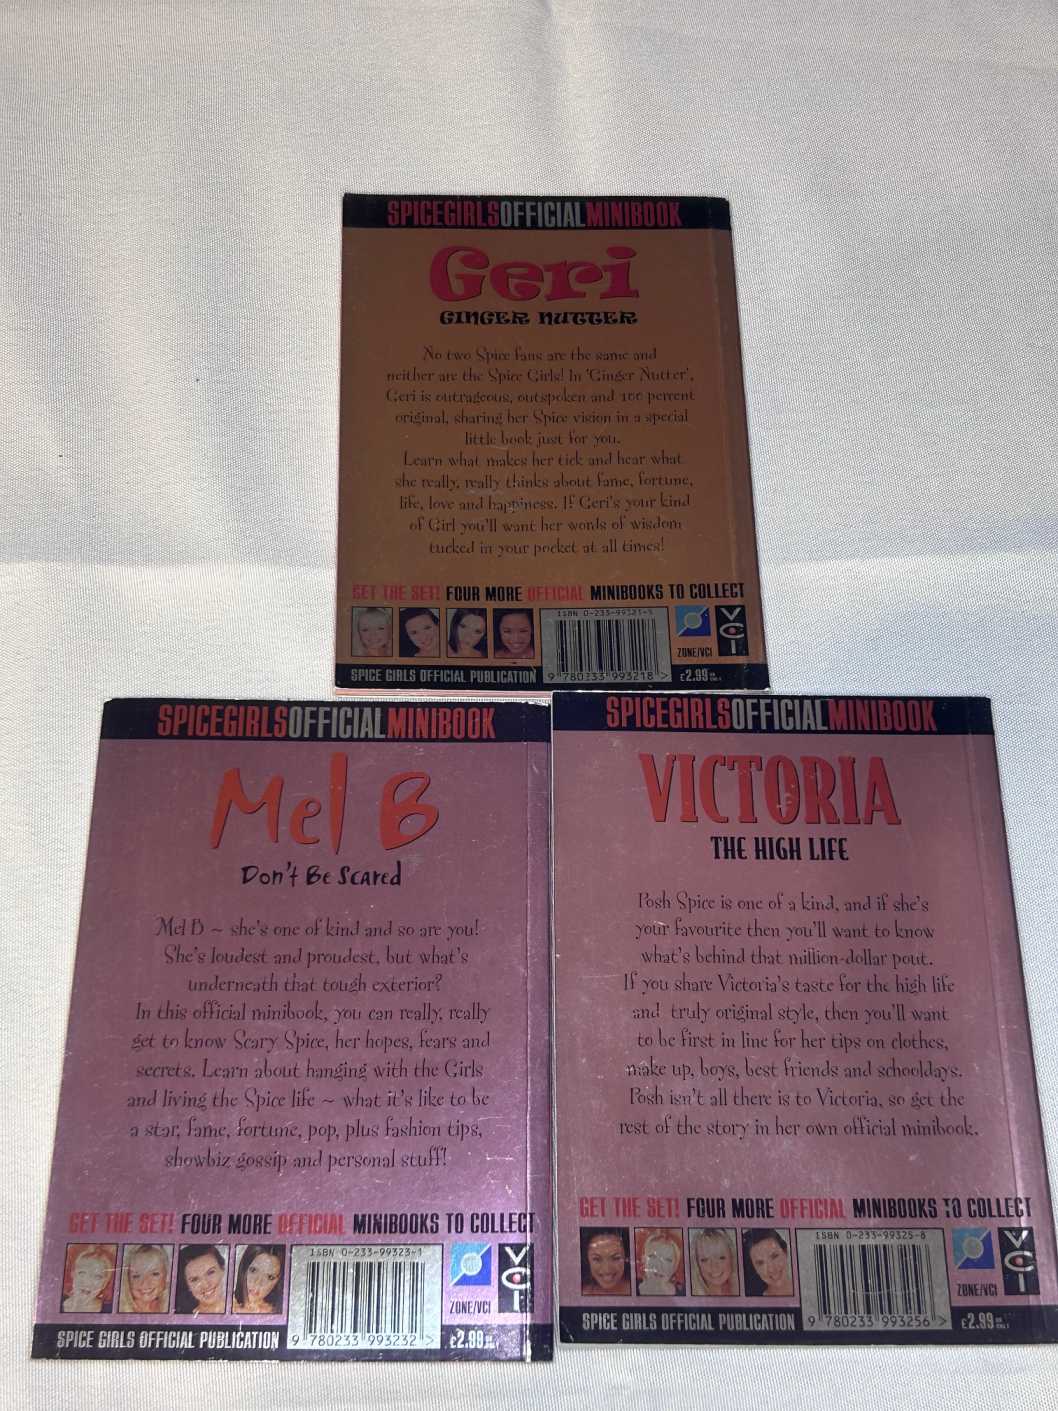 SPICEGIRLSOFFICIALMINIBOOK
Geri
GINGER NUTTER
No two Spice fans are the same and
neither are the Spice Girls! In 'Ginger Nutter',
Geri is outrageous, outspoken and 100 percent
original, sharing her Spice vision in a special
little book just for you.
Learn what makes her tick and hear what
she really, really thinks about fame, fortune,
life, love and happiness. If Geri's your kind
of Girl you'll want her words of wisdom
tucked in your pocket at all times!
GET THE SET! FOUR MORE OFFICIAL MINIBOOKS TO COLLECT
ISBN 0-233-99321-5
VCI
ZONE/VCI
SPICE GIRLS OFFICIAL PUBLICATION
9 780233 993218 >
£2.99
SPICEGIRLSOFFICIALMINIBOOK
Mel B
Don't Be Scared
Mel B ~ she's one of kind and so are you!
She's loudest and proudest, but what's
underneath that tough exterior?
In this official minibook, you can really, really
get to know Scary Spice, her hopes, fears and
secrets. Learn about hanging with the Girls
and living the Spice life ~ what it's like to be
a star, fame, fortune, pop, plus fashion tips,
showbiz gossip and personal stuff!
GET THE SET! FOUR MORE OFFICIAL MINIBOOKS TO COLLECT
ISBN 0-233-99323-1
VCI
ZONE/VCI
SPICE GIRLS OFFICIAL PUBLICATION
9 780233 993232 >
£2.99
SPICEGIRLSOFFICIALMINIBOOK
VICTORIA
THE HIGH LIFE
Posh Spice is one of a kind, and if she's
your favourite then you'll want to know
what's behind that million-dollar pout.
If you share Victoria's taste for the high life
and truly original style, then you'll want
to be first in line for her tips on clothes,
make up, boys, best friends and schooldays.
Posh isn't all there is to Victoria, so get the
rest of the story in her own official minibook.
GET THE SET! FOUR MORE OFFICIAL MINIBOOKS TO COLLECT
ISBN 0-233-99325-8
VCI
ZONE/VCI
SPICE GIRLS OFFICIAL PUBLICATION
9 780233 993256 >
£2.99